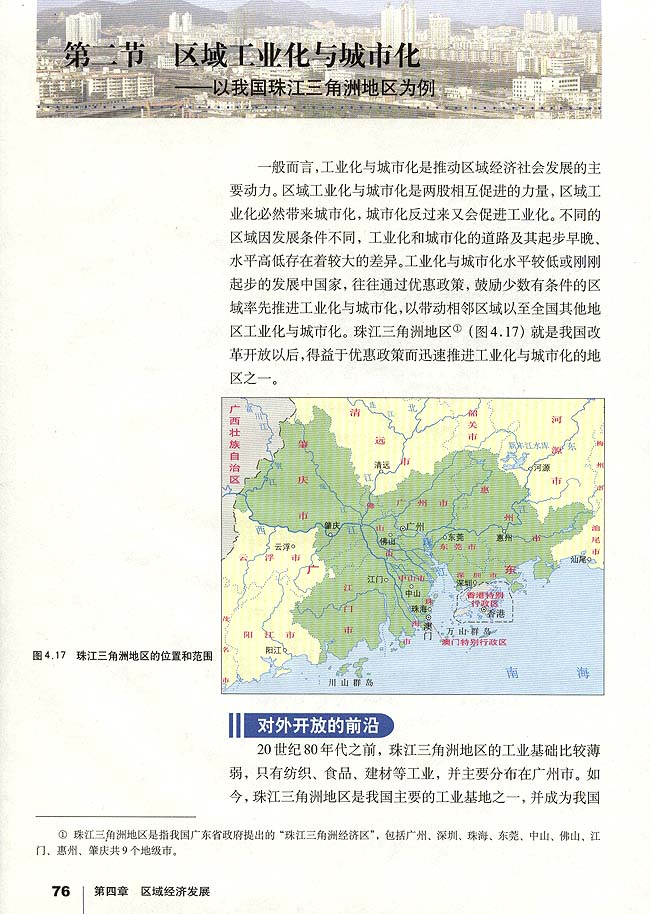 第二节 区域工业化与城市化
——以我国珠江三角洲地区为例
一般而言,工业化与城市化是推动区域经济社会发展的主
要动力。区域工业化与城市化是两股相互促进的力量,区域工
业化必然带来城市化,城市化反过来又会促进工业化。不同的
区域因发展条件不同,工业化和城市化的道路及其起步早晚、
水平高低存在着较大的差异。工业化与城市化水平较低或刚刚
起步的发展中国家,往往通过优惠政策,鼓励少数有条件的区
域率先推进工业化与城市化,以带动相邻区域以至全国其他地
区工业化与城市化。珠江三角洲地区①(图4.17)就是我国改
革开放以后,得益于优惠政策而迅速推进工业化与城市化的地
区之一。
广西壮族自治区
清远市
韶关市
河源市
梅州市
北江
新丰江水库
东江
清远
河源
肇庆市
广州市
惠州市
佛山市
汕尾市
西江
肇庆
广州
佛山
东莞
惠州
东莞市
汕尾
云浮
云浮市
广东
江门
江门市
中山市
中山
深圳市
深圳
珠江口
香港特别
行政区
香港
珠海
珠海市
澳门
万山群岛
澳门特别行政区
阳江市
阳江
茂名市
川山群岛
南海
图4.17 珠江三角洲地区的位置和范围
对外开放的前沿
20世纪80年代之前,珠江三角洲地区的工业基础比较薄
弱,只有纺织、食品、建材等工业,并主要分布在广州市。如
今,珠江三角洲地区是我国主要的工业基地之一,并成为我国
① 珠江三角洲地区是指我国广东省政府提出的“珠江三角洲经济区”,包括广州、深圳、珠海、东莞、中山、佛山、江
门、惠州、肇庆共9个地级市。
76 第四章 区域经济发展